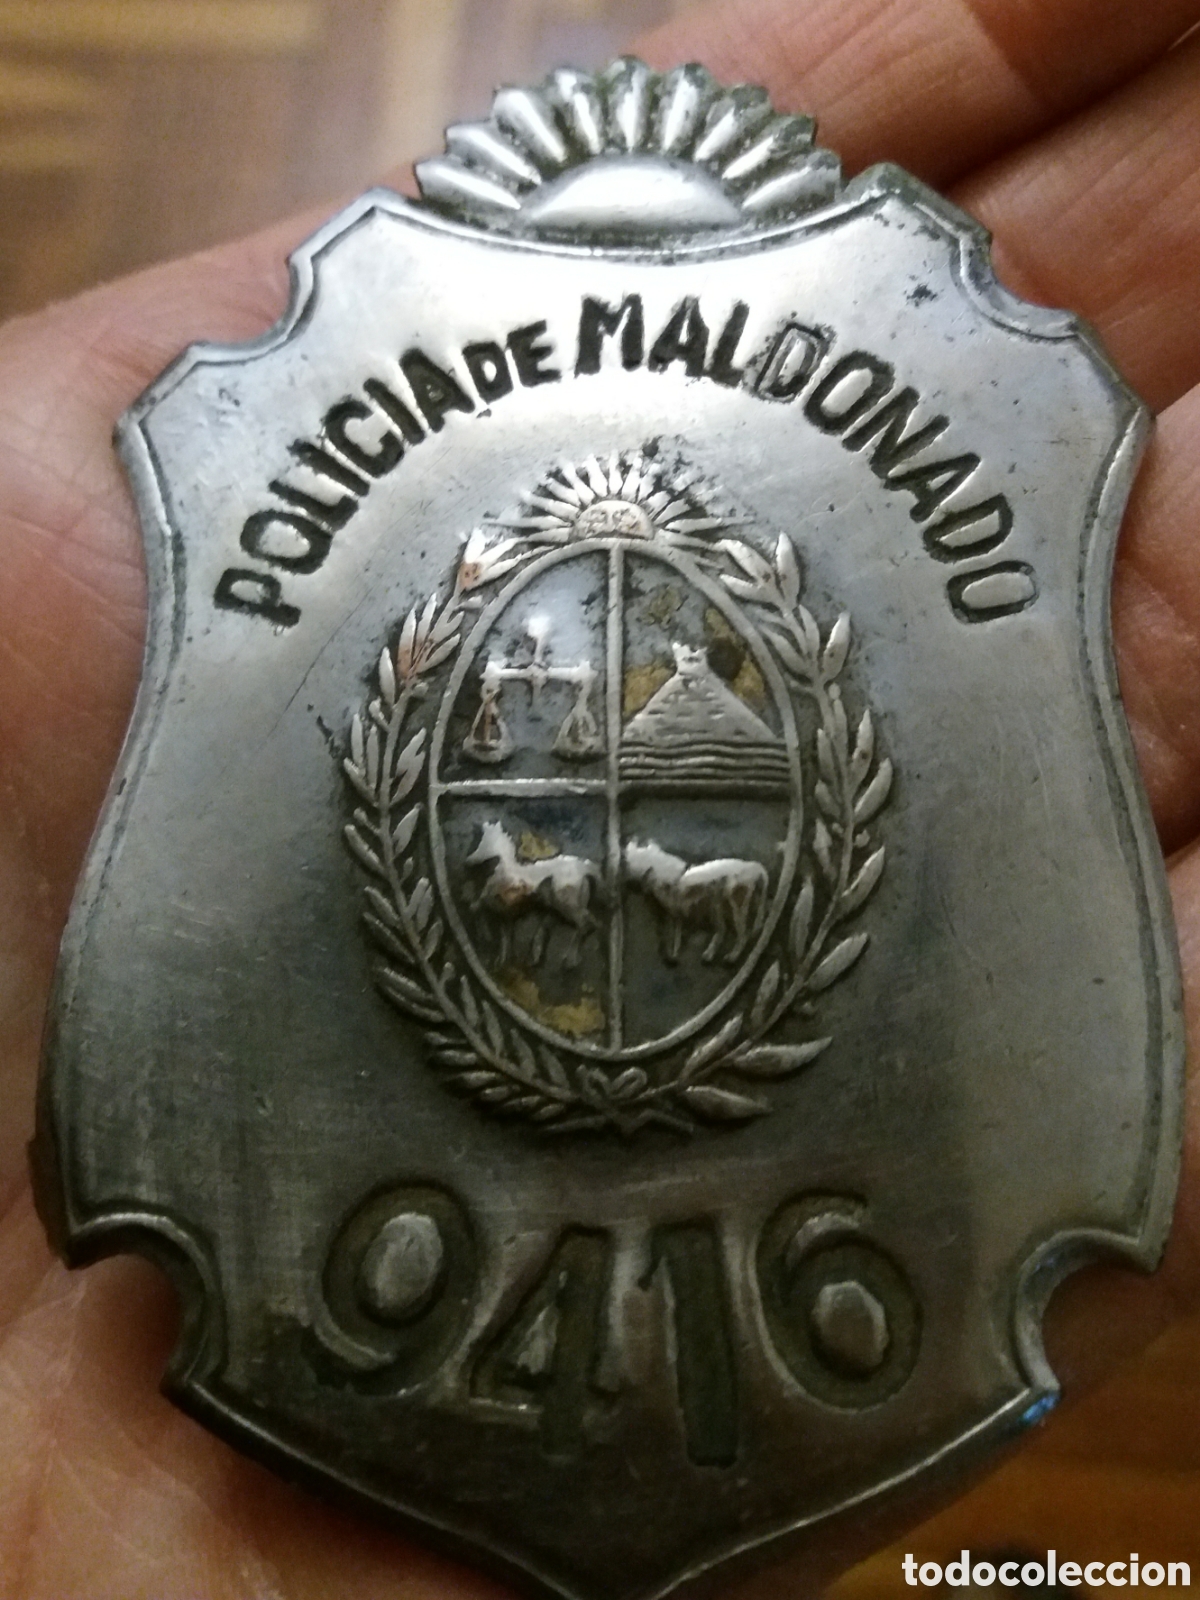 POLICIA DE MALDONADO
9416
todocoleccion